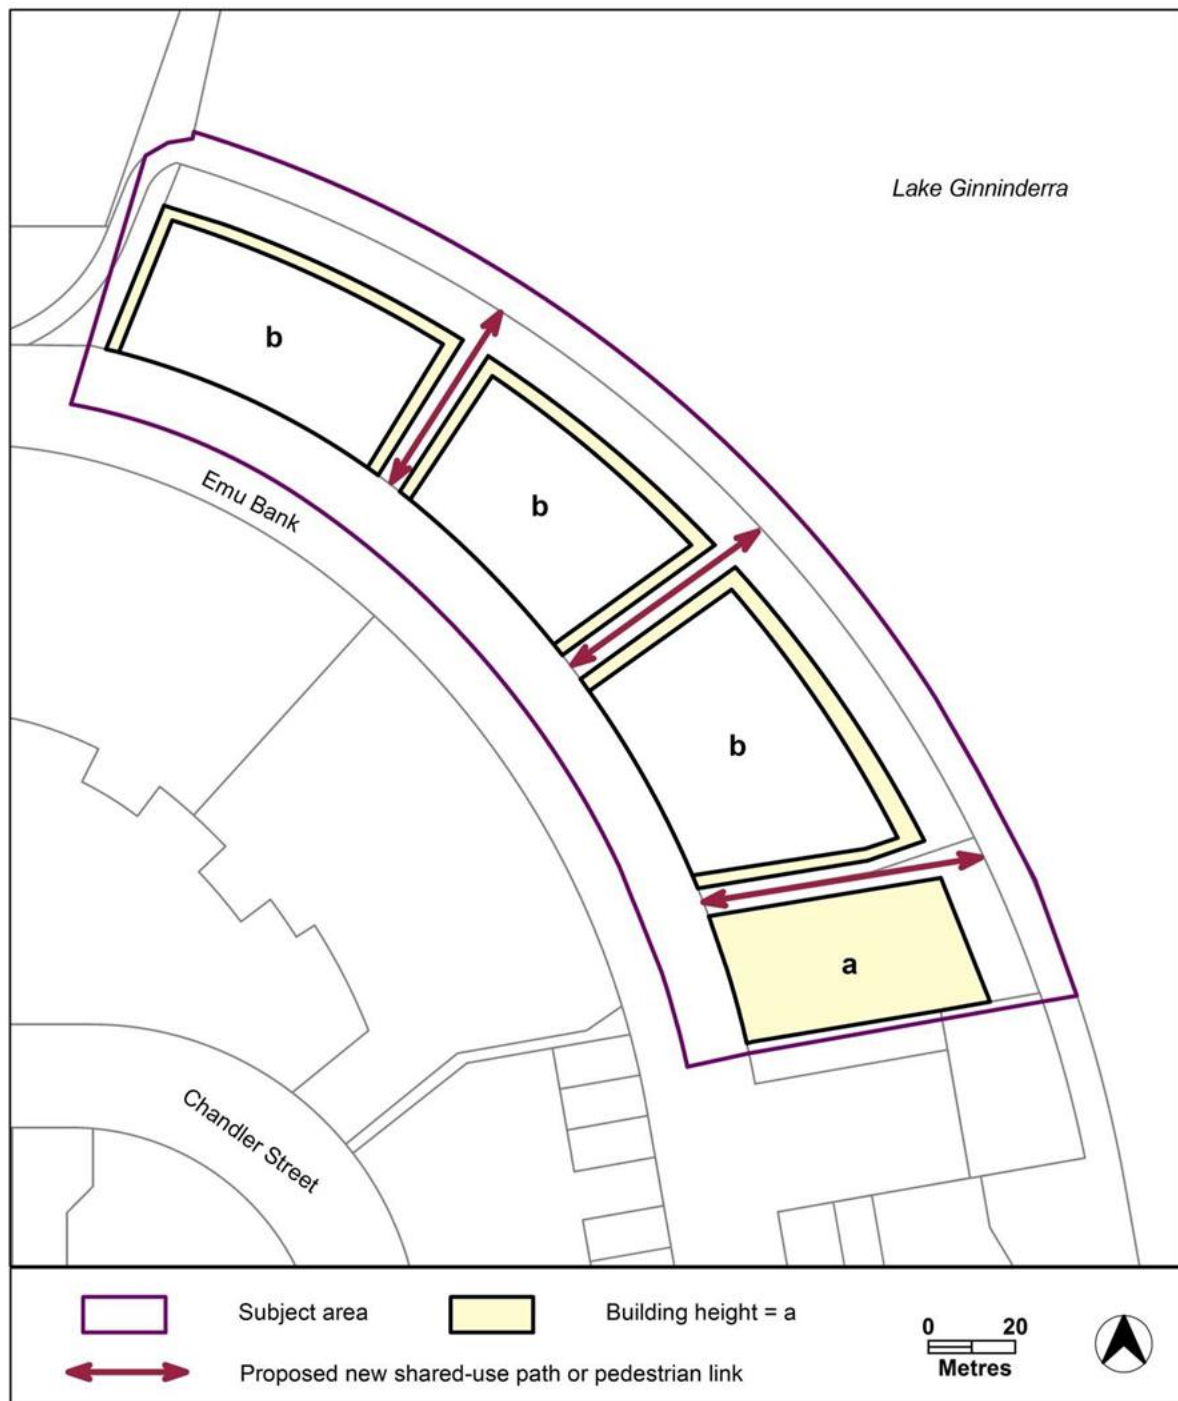 Lake Ginninderra
b
Emu Bank
b
b
a
Chandler Street
Subject area
Building height = a
Proposed new shared-use path or pedestrian link
0 20
Metres